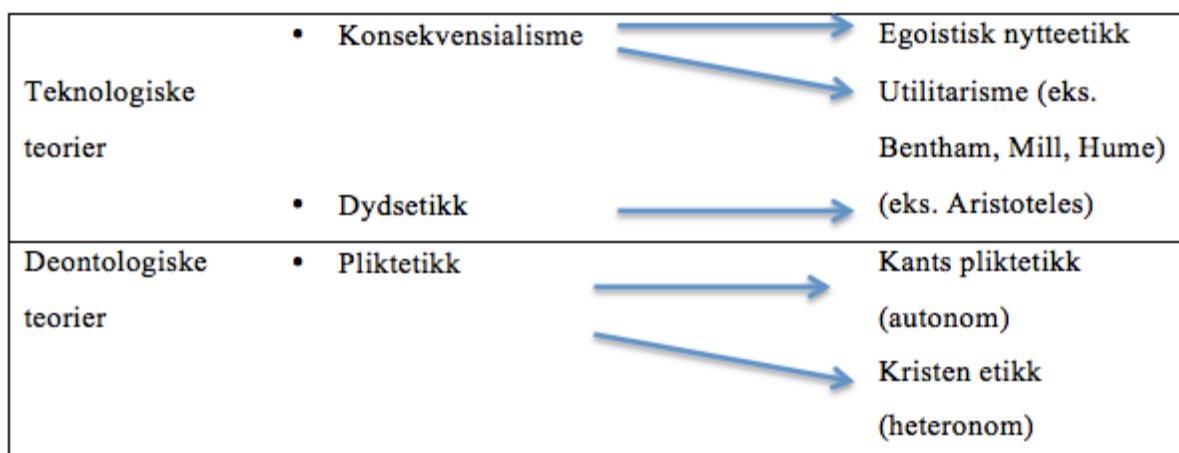 • Konsekvensialisme Egoistisk nytteetikk
Teknologiske Utilitarisme (eks.
teorier Bentham, Mill, Hume)
• Dydsetikk (eks. Aristoteles)
Deontologiske • Pliktetikk Kants pliktetikk
teorier (autonom)
Kristen etikk
(heteronom)